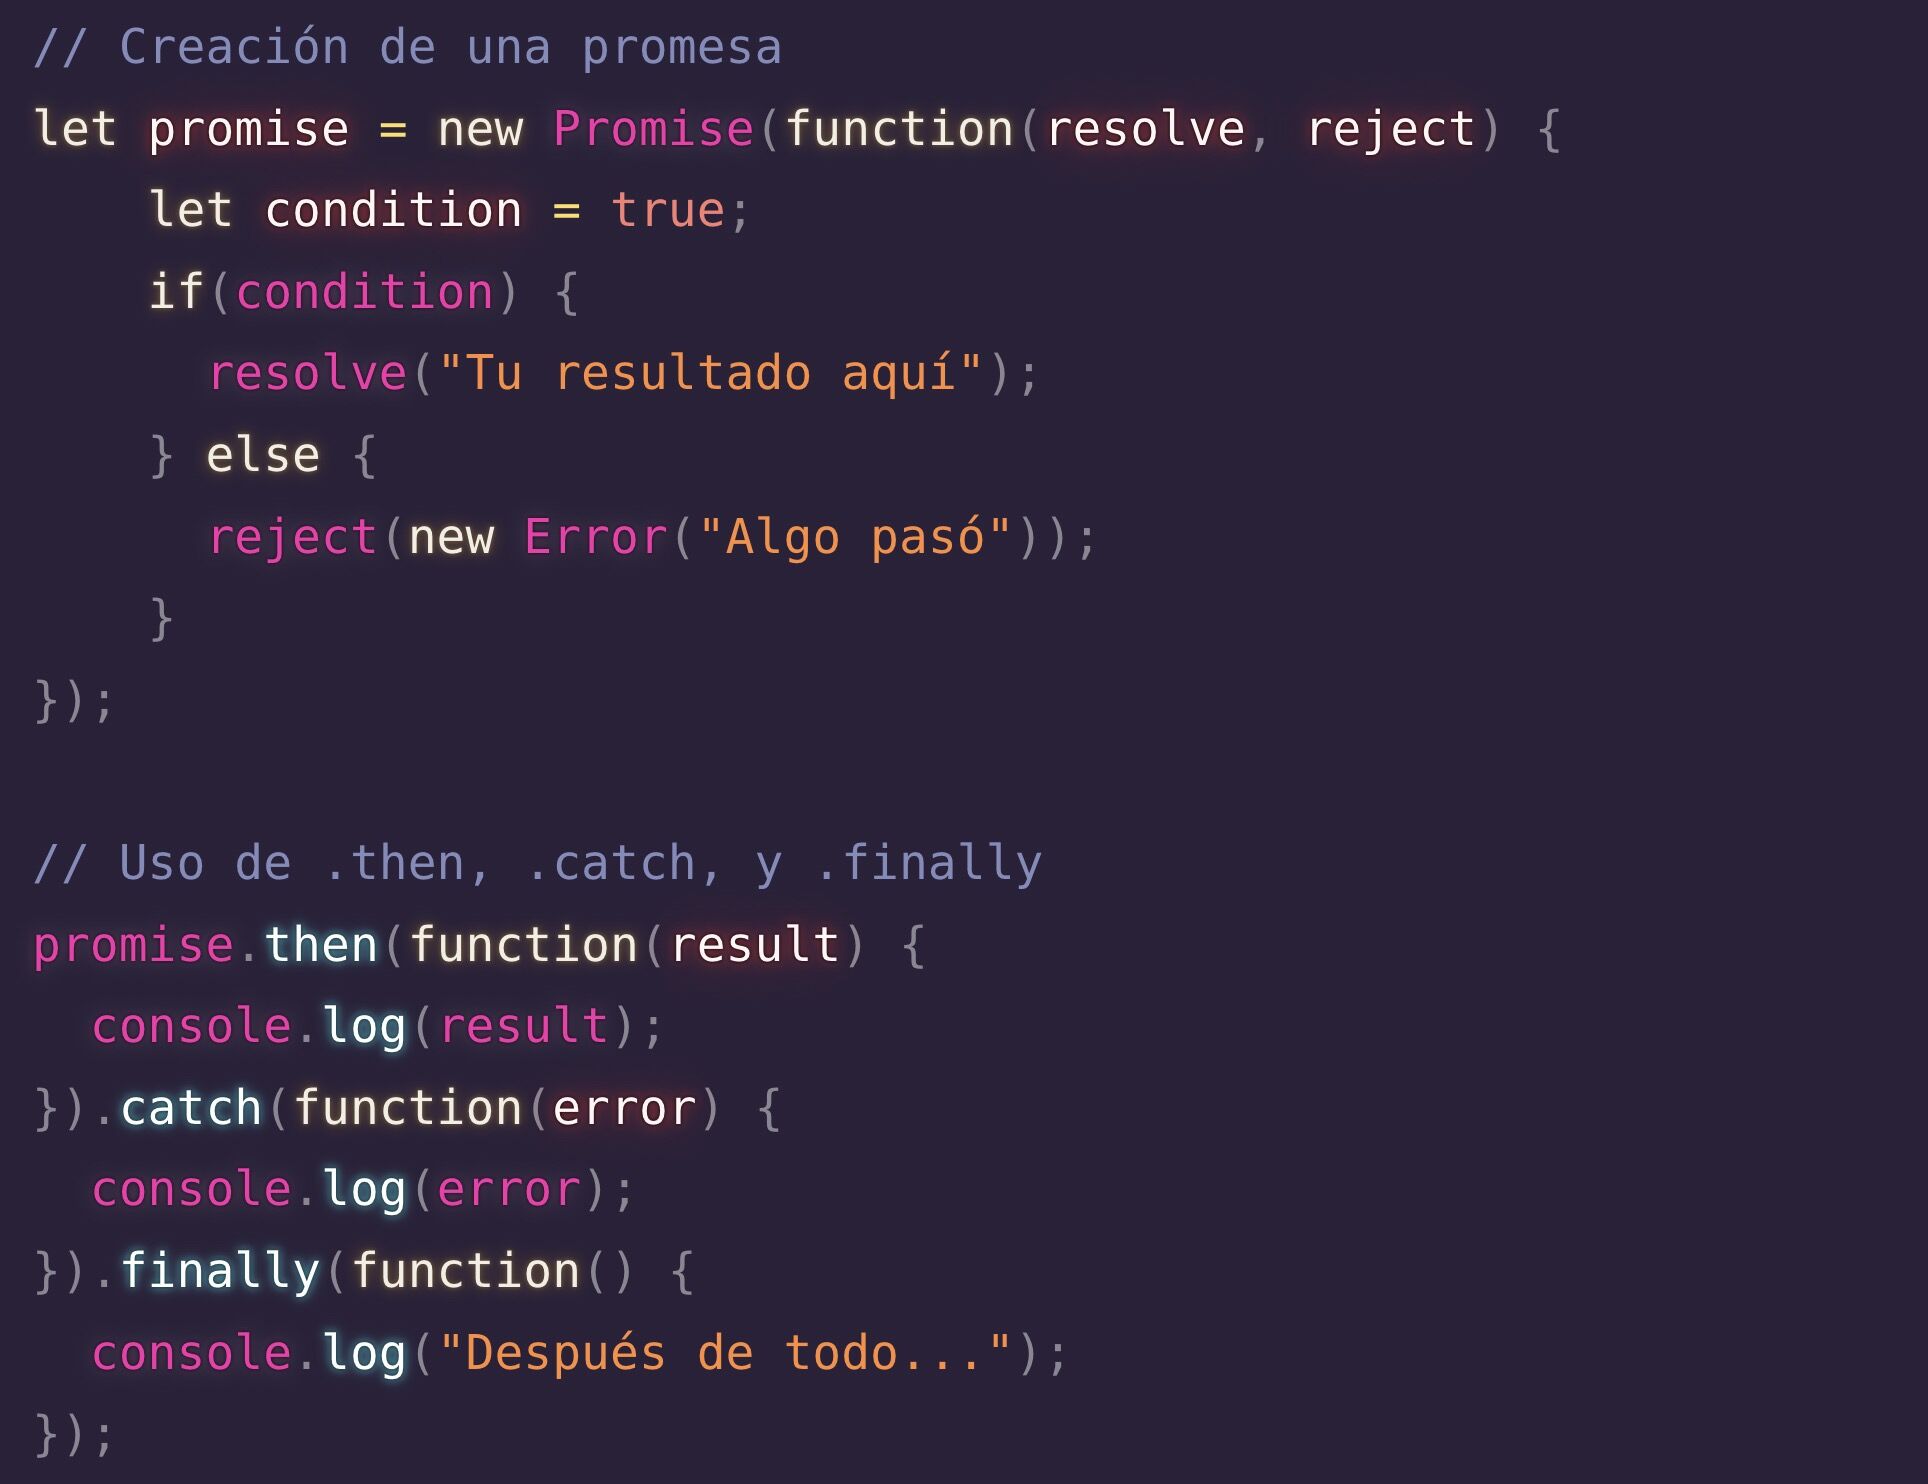 // Creación de una promesa
let promise = new Promise(function(resolve, reject) {
    let condition = true;
    if(condition) {
      resolve("Tu resultado aquí");
    } else {
      reject(new Error("Algo pasó"));
    }
});

// Uso de .then, .catch, y .finally
promise.then(function(result) {
  console.log(result);
}).catch(function(error) {
  console.log(error);
}).finally(function() {
  console.log("Después de todo...");
});